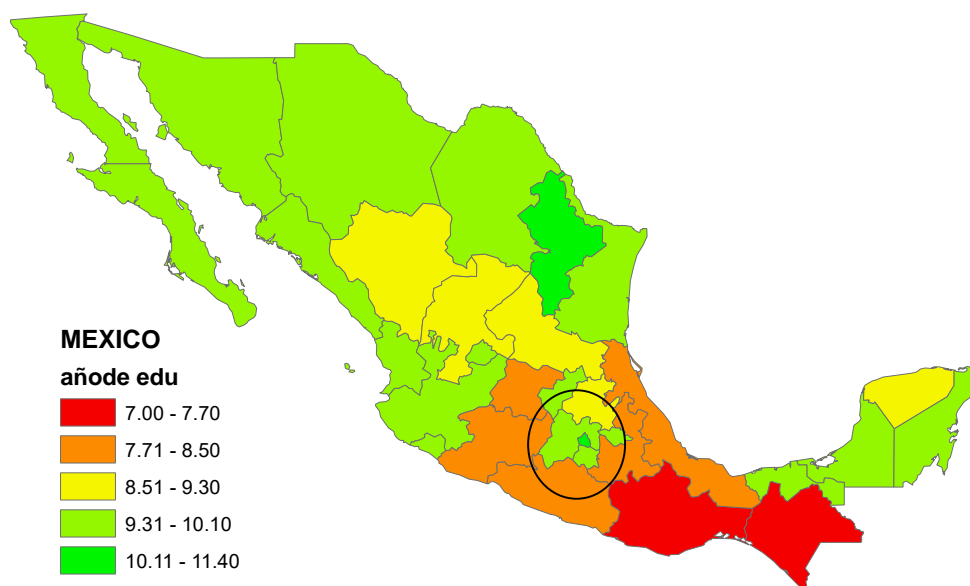 MEXICO
añode edu
7.00 - 7.70
7.71 - 8.50
8.51 - 9.30
9.31 - 10.10
10.11 - 11.40